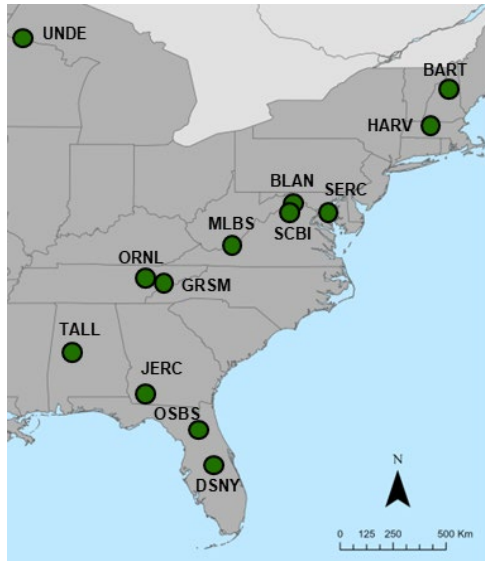 UNDE
BART
HARV
BLAN
SERC
MLBS
SCBI
ORNL
GRSM
TALL
JERC
OSBS
DSNY
N
0 125 250 500 Km